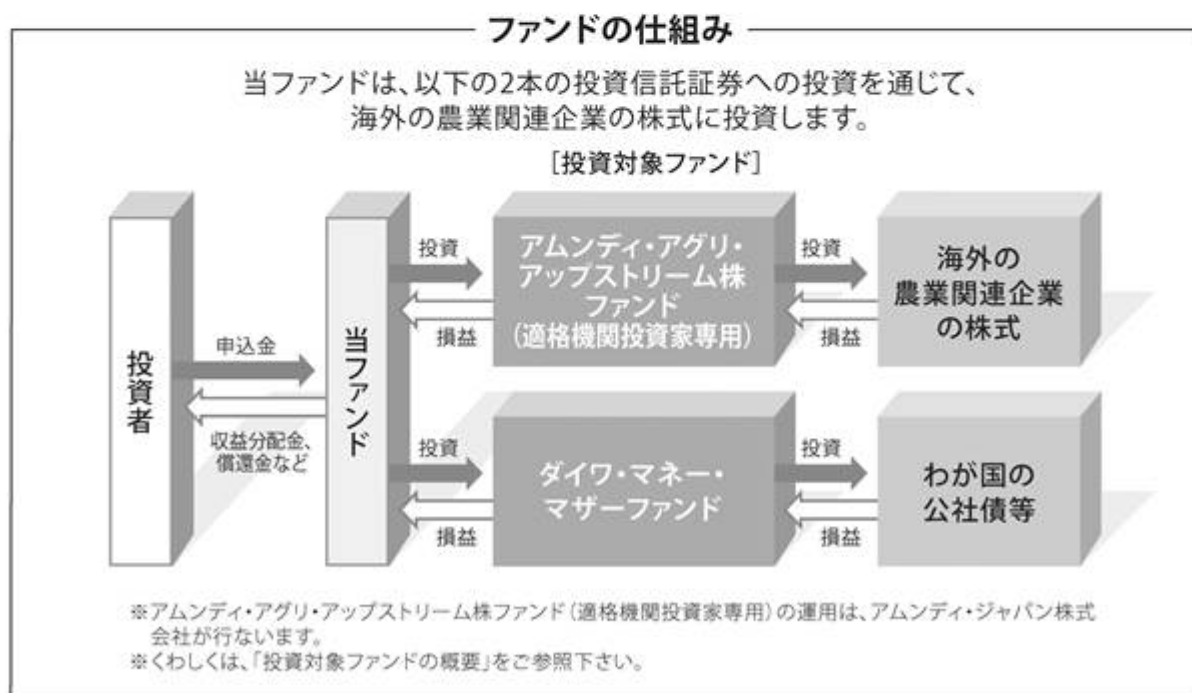 ファンドの仕組み
当ファンドは、以下の2本の投資信託証券への投資を通じて、
海外の農業関連企業の株式に投資します。
[投資対象ファンド]
投資者
申込金
収益分配金、
償還金など
当ファンド
投資
損益
アムンディ・アグリ・
アップストリーム株
ファンド
(適格機関投資家専用)
投資
損益
海外の
農業関連企業
の株式
投資
損益
ダイワ・マネー・
マザーファンド
投資
損益
わが国の
公社債等
※アムンディ・アグリ・アップストリーム株ファンド(適格機関投資家専用)の運用は、アムンディ・ジャパン株式
会社が行ないます。
※くわしくは、「投資対象ファンドの概要」をご参照下さい。